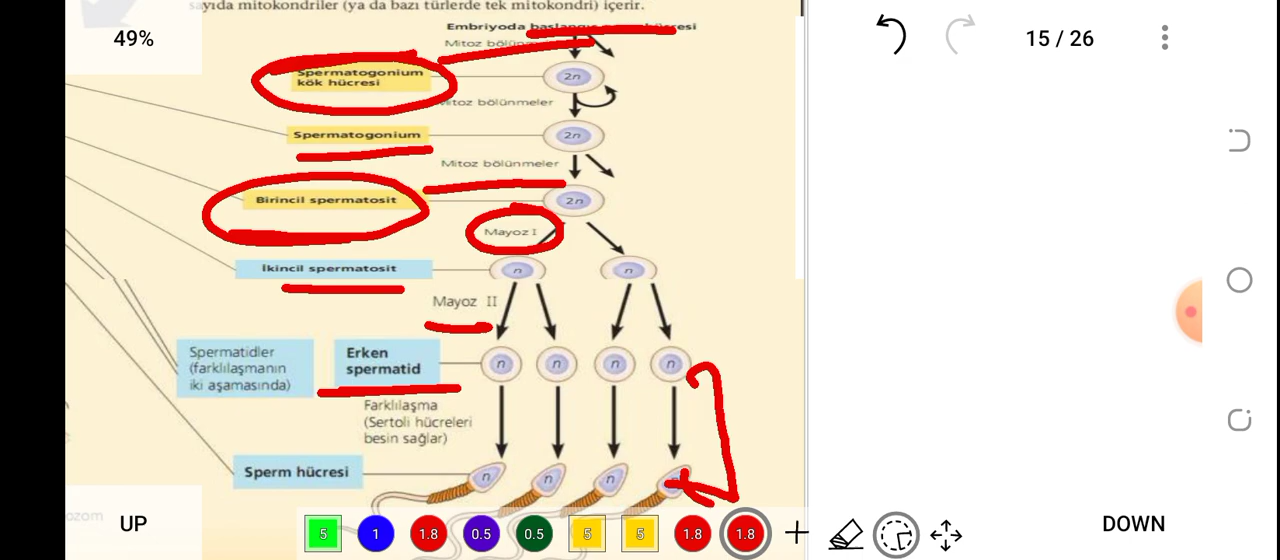 sayıda mitokondriler (ya da bazı türlerde tek mitokondri) içerir.
49%
15 / 26
Embriyoda
Mitoz
Spermatogonium
kök hücresi
2n
Mitoz bölünmeler
Spermatogonium
2n
Mitoz bölünmeler
Birincil spermatosit
2n
Mayoz I
İkincil spermatosit
n
n
Mayoz II
Spermatidler
(farklılaşmanın
iki aşamasında)
Erken
spermatid
n
n
n
n
Farklılaşma
(Sertoli hücreleri
besin sağlar)
Sperm hücresi
n
n
n
UP
DOWN
5
1
1.8
0.5
0.5
5
5
1.8
1.8